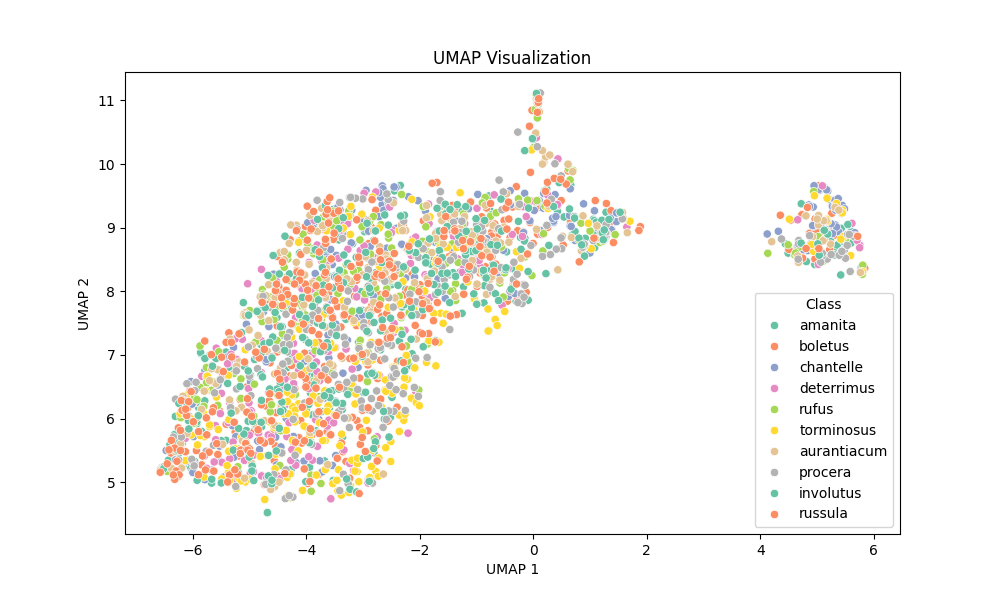 UMAP Visualization
11
10
9
8
7
6
5
UMAP 2
−6
−4
−2
0
2
4
6
UMAP 1
Class
amanita
boletus
chantelle
deterrimus
rufus
torminosus
aurantiacum
procera
involutus
russula